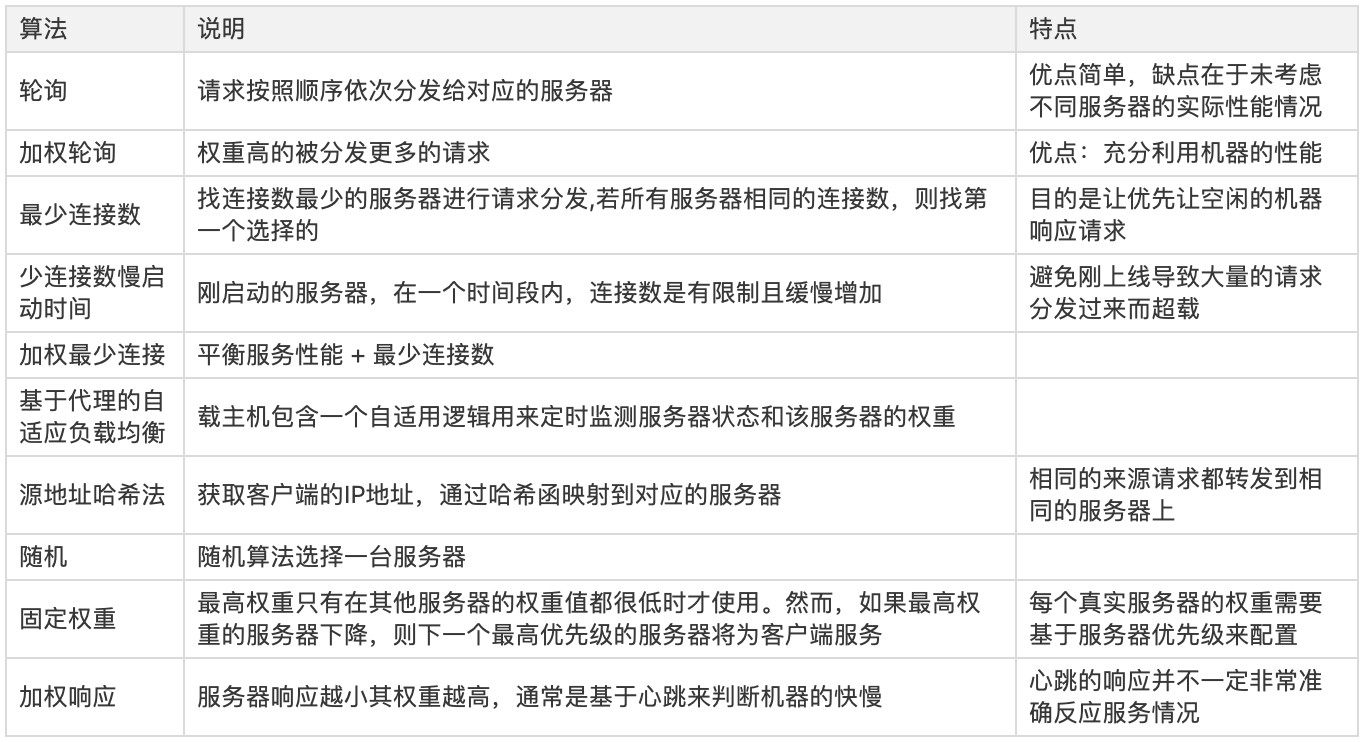 算法 说明 特点
轮询 请求按照顺序依次分发给对应的服务器 优点简单，缺点在于未考虑
不同服务器的实际性能情况
加权轮询 权重高的被分发更多的请求 优点：充分利用机器的性能
最少连接数 找连接数最少的服务器进行请求分发,若所有服务器相同的连接数，则找第
一个选择的
目的是让优先让空闲的机器
响应请求
少连接数慢启
动时间
刚启动的服务器，在一个时间段内，连接数是有限制且缓慢增加
避免刚上线导致大量的请求
分发过来而超载
加权最少连接 平衡服务性能 + 最少连接数
基于代理的自
适应负载均衡
载主机包含一个自适用逻辑用来定时监测服务器状态和该服务器的权重
源地址哈希法 获取客户端的IP地址，通过哈希函映射到对应的服务器
相同的来源请求都转发到相
同的服务器上
随机 随机算法选择一台服务器
固定权重
最高权重只有在其他服务器的权重值都很低时才使用。然而，如果最高权
重的服务器下降，则下一个最高优先级的服务器将为客户端服务
每个真实服务器的权重需要
基于服务器优先级来配置
加权响应 服务器响应越小其权重越高，通常是基于心跳来判断机器的快慢
心跳的响应并不一定非常准
确反应服务情况